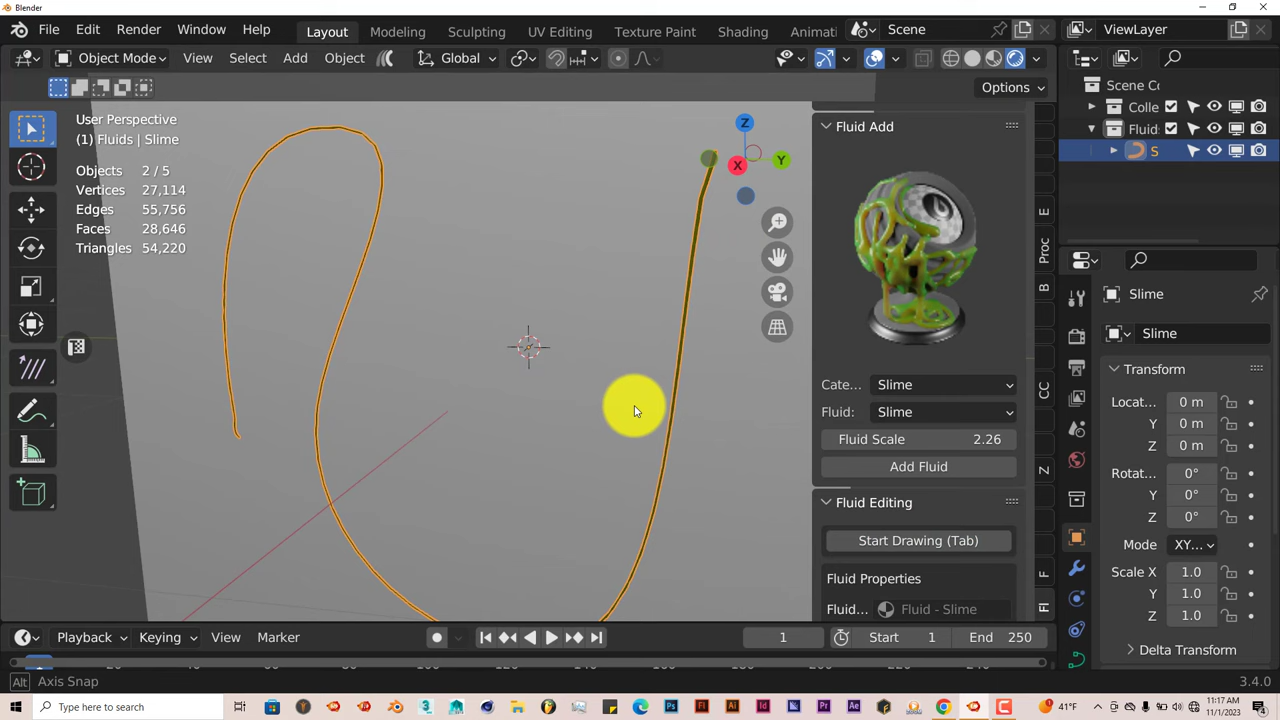 Blender
File Edit Render Window Help Layout Modeling Sculpting UV Editing Texture Paint Shading Animati Scene ViewLayer
Object Mode View Select Add Object Global
Options
User Perspective
(1) Fluids | Slime
Objects 2 / 5
Vertices 27,114
Edges 55,756
Faces 28,646
Triangles 54,220
Z
X
Y
Fluid Add
Cate... Slime
Fluid: Slime
Fluid Scale 2.26
Add Fluid
Fluid Editing
Start Drawing (Tab)
Fluid Properties
Fluid... Fluid - Slime
E
Proc
B
CC
Z
F
FI
Scene Co
Colle
Fluid
S
Slime
Slime
Transform
Locat... 0 m
Y 0 m
Z 0 m
Rotat... 0°
Y 0°
Z 0°
Mode XY...
Scale X 1.0
Y 1.0
Z 1.0
Delta Transform
Playback Keying View Marker 1 Start 1 End 250
Alt Axis Snap 3.4.0
Type here to search
41°F
11:17 AM
11/1/2023